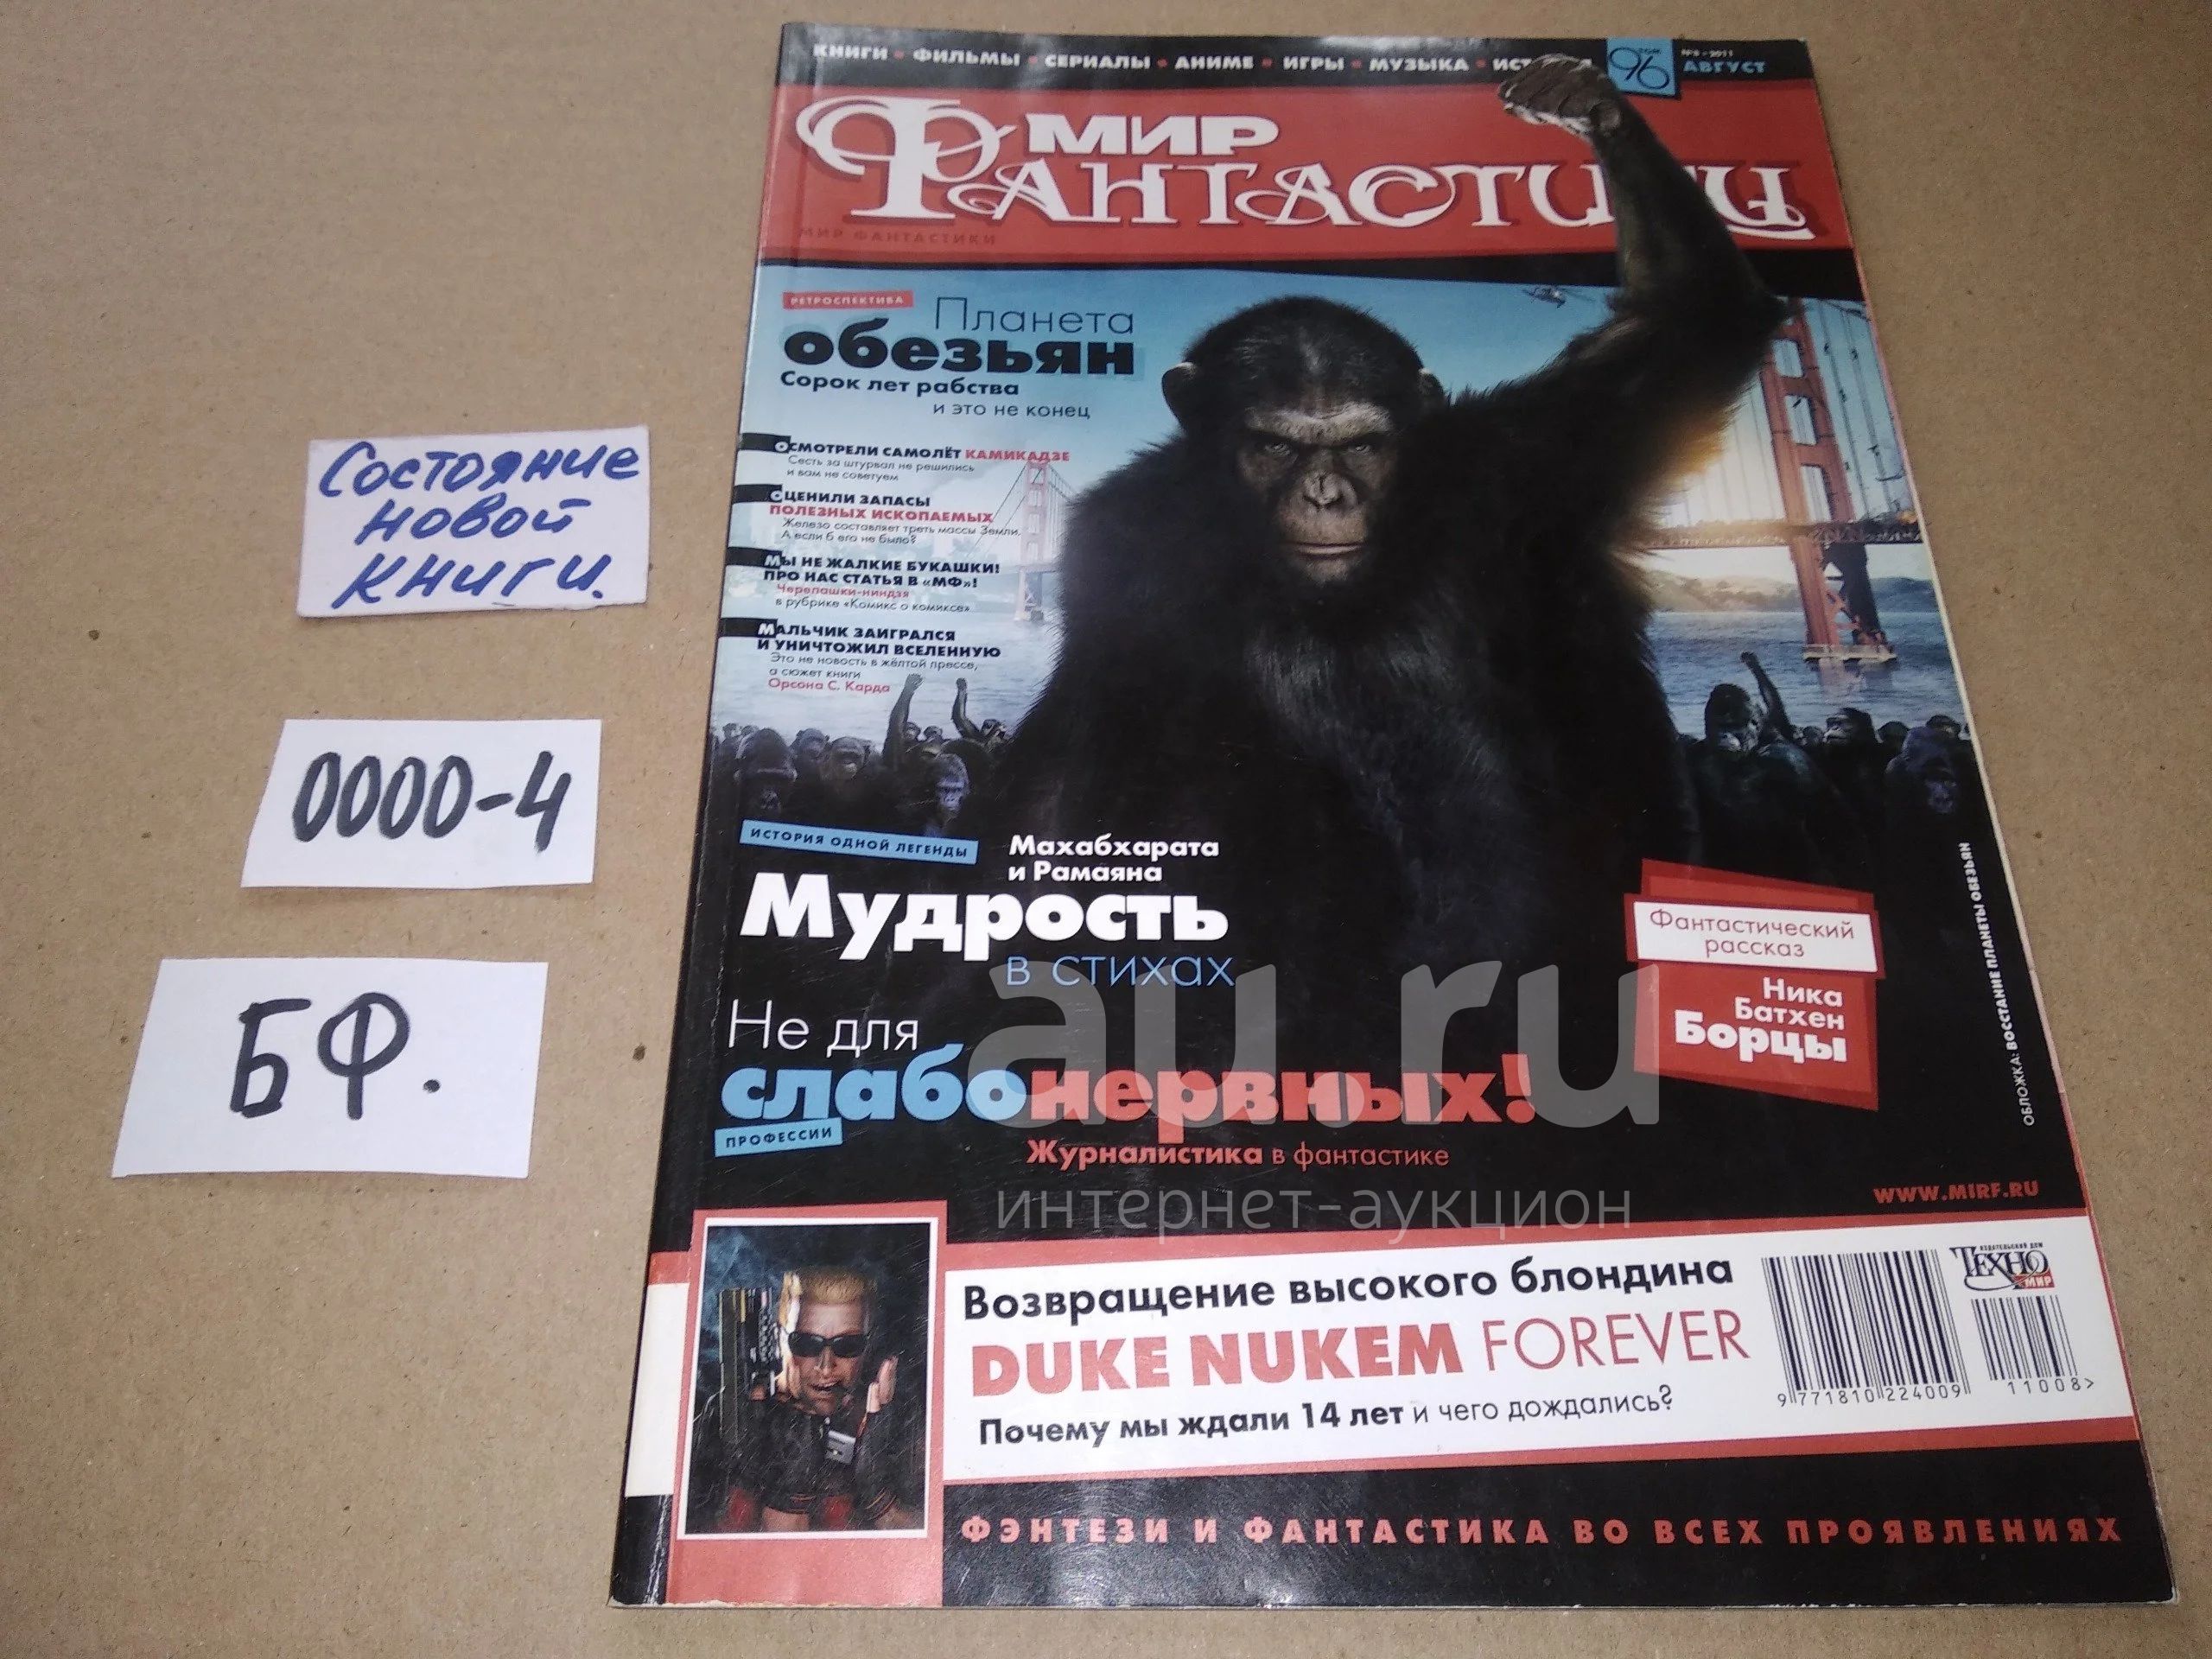 Состояние
новой
книги.
0000-4
БФ.
КНИГИ • ФИЛЬМЫ • СЕРИАЛЫ • АНИМЕ • ИГРЫ • МУЗЫКА •
ТОМ
96
№8 • 2011
АВГУСТ
МИР
ФАНТАСТИКИ
МИР ФАНТАСТИКИ
РЕТРОСПЕКТИВА
Планета
обезьян
Сорок лет рабства
и это не конец
ОСМОТРЕЛИ САМОЛЁТ КАМИКАДЗЕ
Сесть за штурвал не решились
и вам не советуем
ОЦЕНИЛИ ЗАПАСЫ
ПОЛЕЗНЫХ ИСКОПАЕМЫХ
Железо составляет треть массы Земли.
А если б его не было?
МЫ НЕ ЖАЛКИЕ БУКАШКИ!
ПРО НАС СТАТЬЯ В «МФ»!
Черепашки-ниндзя
в рубрике «Комикс о комиксе»
МАЛЬЧИК ЗАИГРАЛСЯ
И УНИЧТОЖИЛ ВСЕЛЕННУЮ
Это не новость в жёлтой прессе,
а сюжет книги
Орсона С. Карда
ИСТОРИЯ ОДНОЙ ЛЕГЕНДЫ
Махабхарата
и Рамаяна
Мудрость
в стихах
Не для
слабонервных!
ПРОФЕССИИ
Журналистика в фантастике
Фантастический
рассказ
Ника
Батхен
Борцы
ОБЛОЖКА: ВОССТАНИЕ ПЛАНЕТЫ ОБЕЗЬЯН
WWW.MIRF.RU
au.ru
интернет-аукцион
Возвращение высокого блондина
DUKE NUKEM FOREVER
Почему мы ждали 14 лет и чего дождались?
ИЗДАТЕЛЬСКИЙ ДОМ
ТЕХНО
МИР
9 771810 224009
11008>
ФЭНТЕЗИ И ФАНТАСТИКА ВО ВСЕХ ПРОЯВЛЕНИЯХ